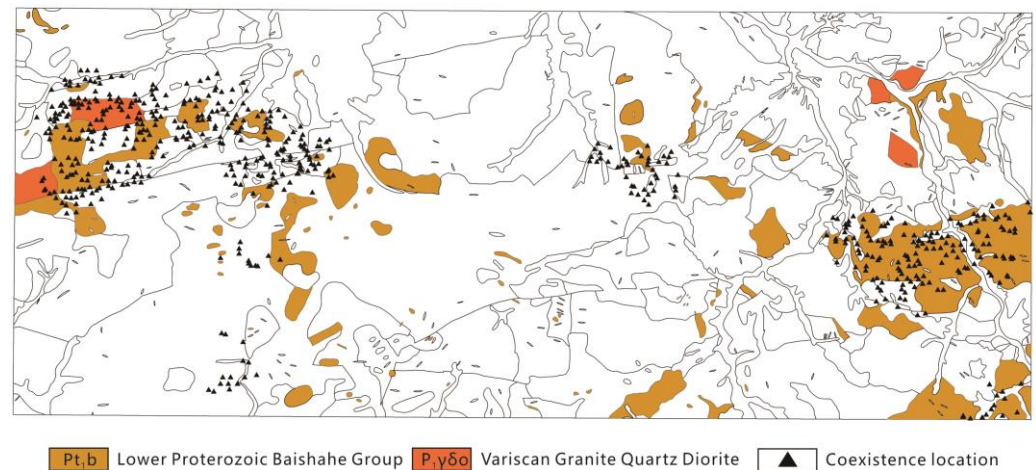 Pt₁b Lower Proterozoic Baishahe Group P₁γδο Variscan Granite Quartz Diorite Coexistence location